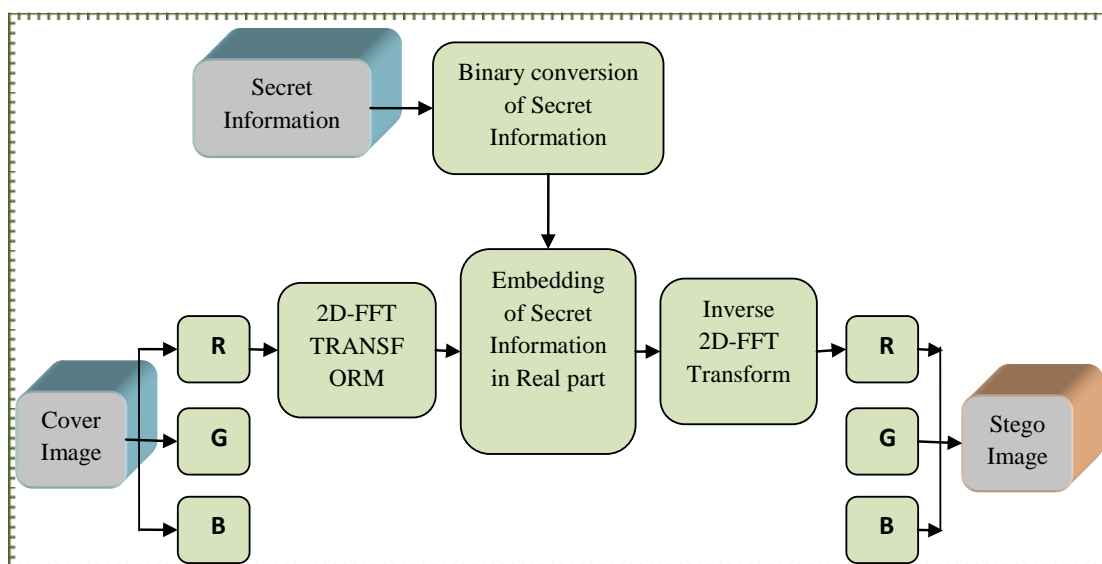 Secret
Information
Binary conversion
of Secret
Information
Embedding
of Secret
Information
in Real part
2D-FFT
TRANSF
ORM
Inverse
2D-FFT
Transform
R
R
Cover
Image
G
G
Stego
Image
B
B